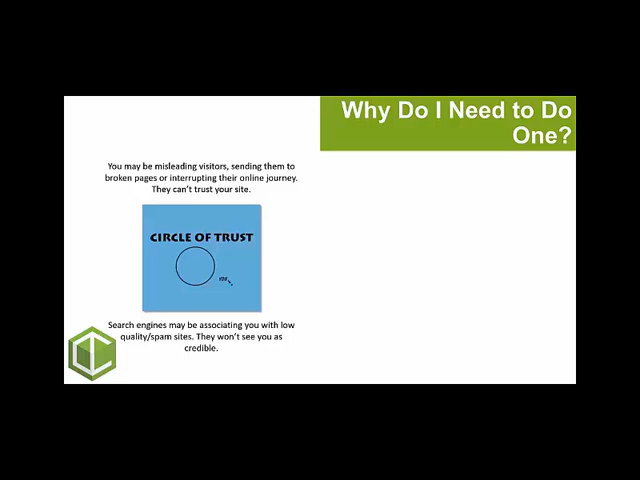 Why Do I Need to Do
One?
You may be misleading visitors, sending them to
broken pages or interrupting their online journey.
They can't trust your site.
CIRCLE OF TRUST
YOU
Search engines may be associating you with low
quality/spam sites. They won't see you as
credible.